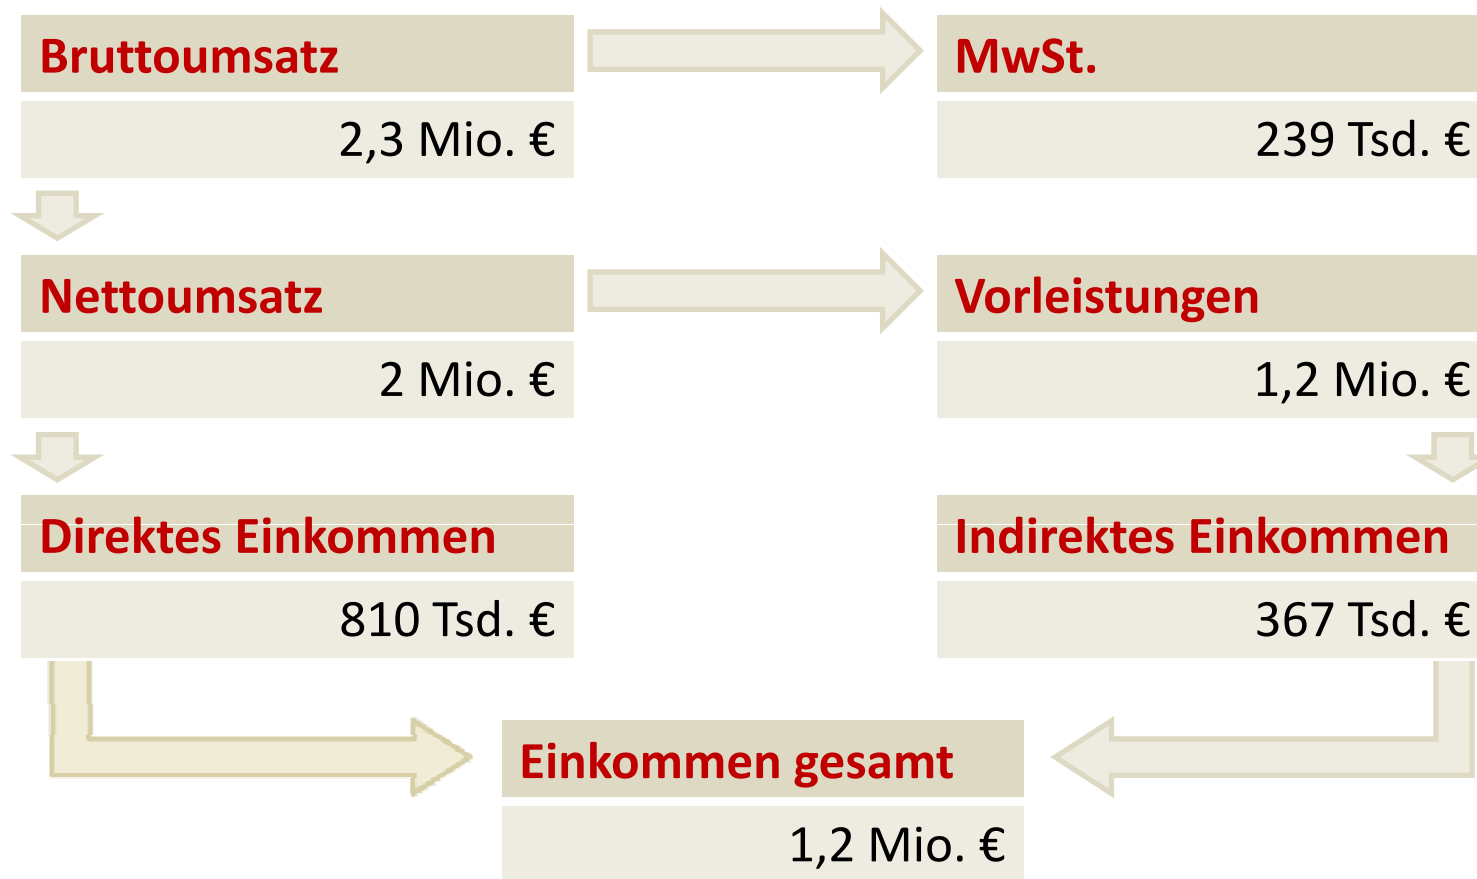 Bruttoumsatz
2,3 Mio. €
MwSt.
239 Tsd. €
Nettoumsatz
2 Mio. €
Vorleistungen
1,2 Mio. €
Direktes Einkommen
810 Tsd. €
Indirektes Einkommen
367 Tsd. €
Einkommen gesamt
1,2 Mio. €